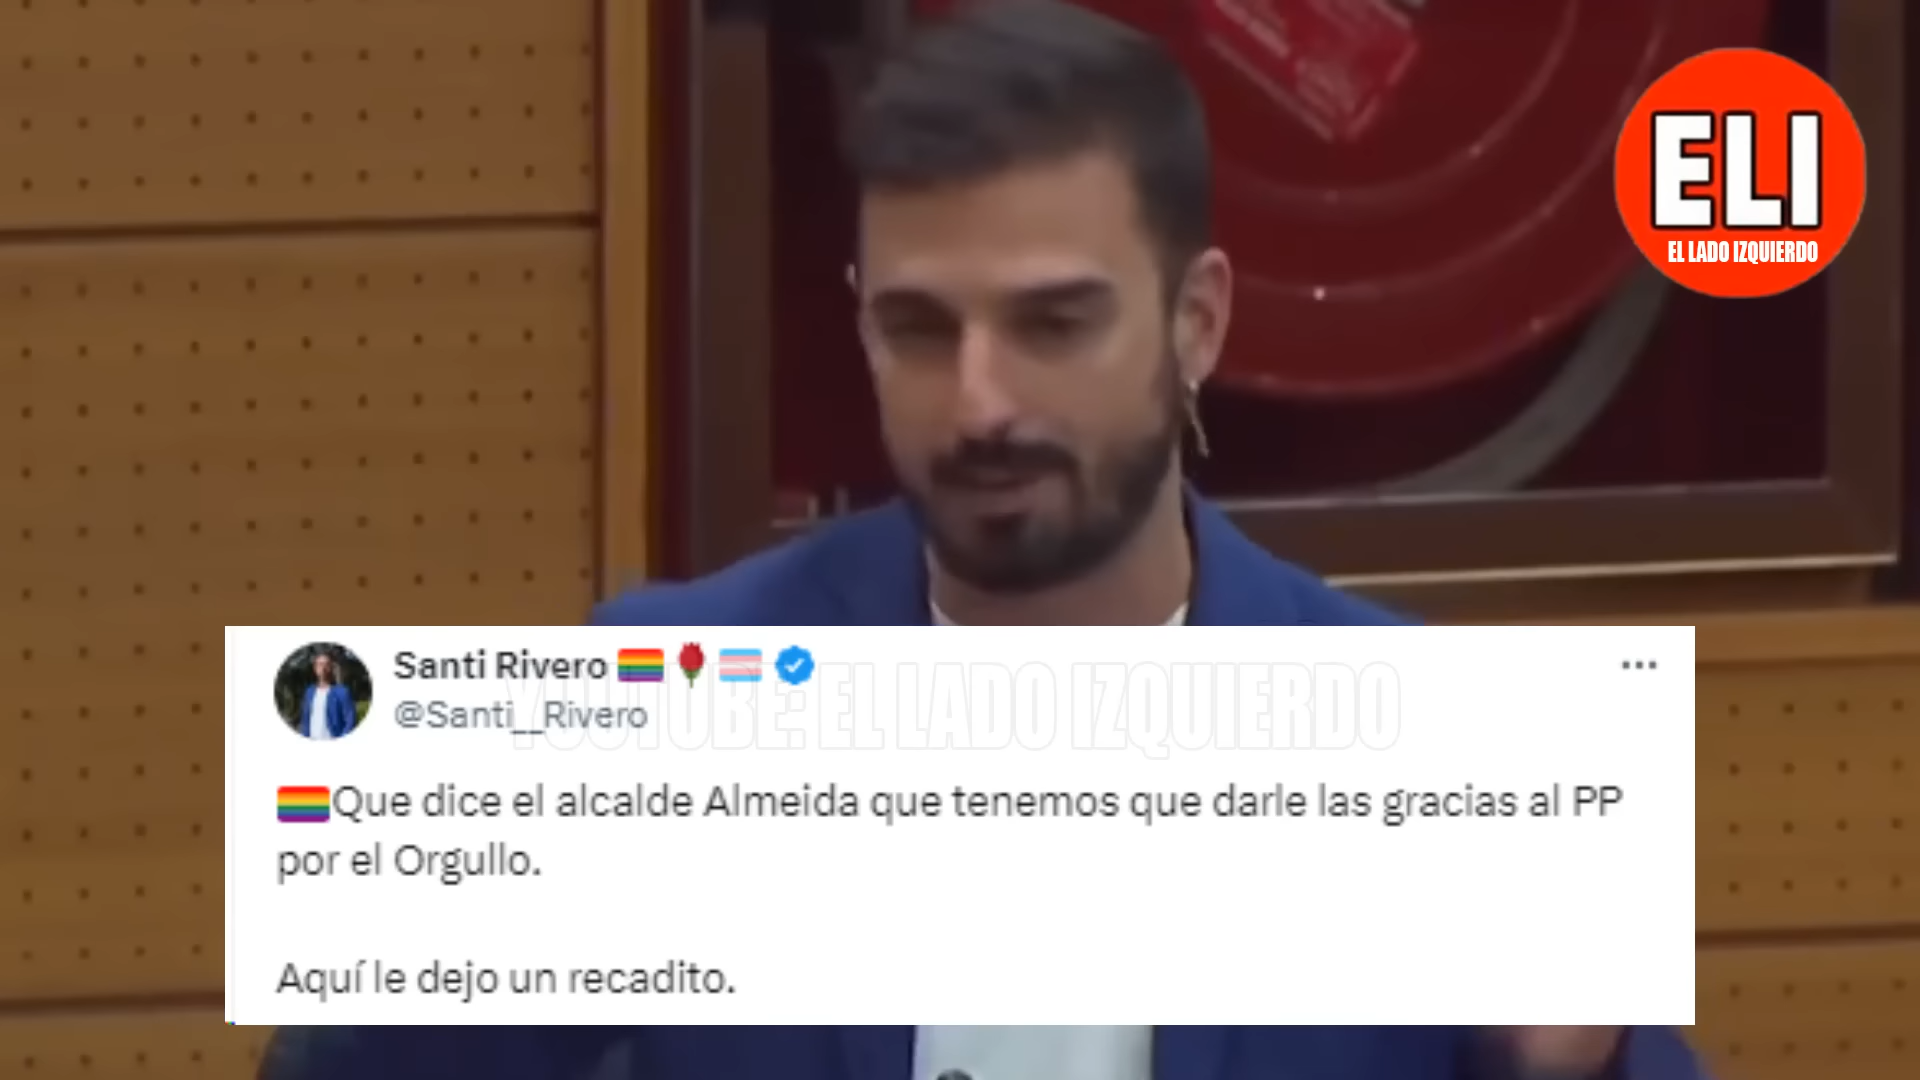 ELI
EL LADO IZQUIERDO
Santi Rivero
YOUTUBE: EL LADO IZQUIERDO
@Santi__Rivero
Que dice el alcalde Almeida que tenemos que darle las gracias al PP
por el Orgullo.
Aquí le dejo un recadito.